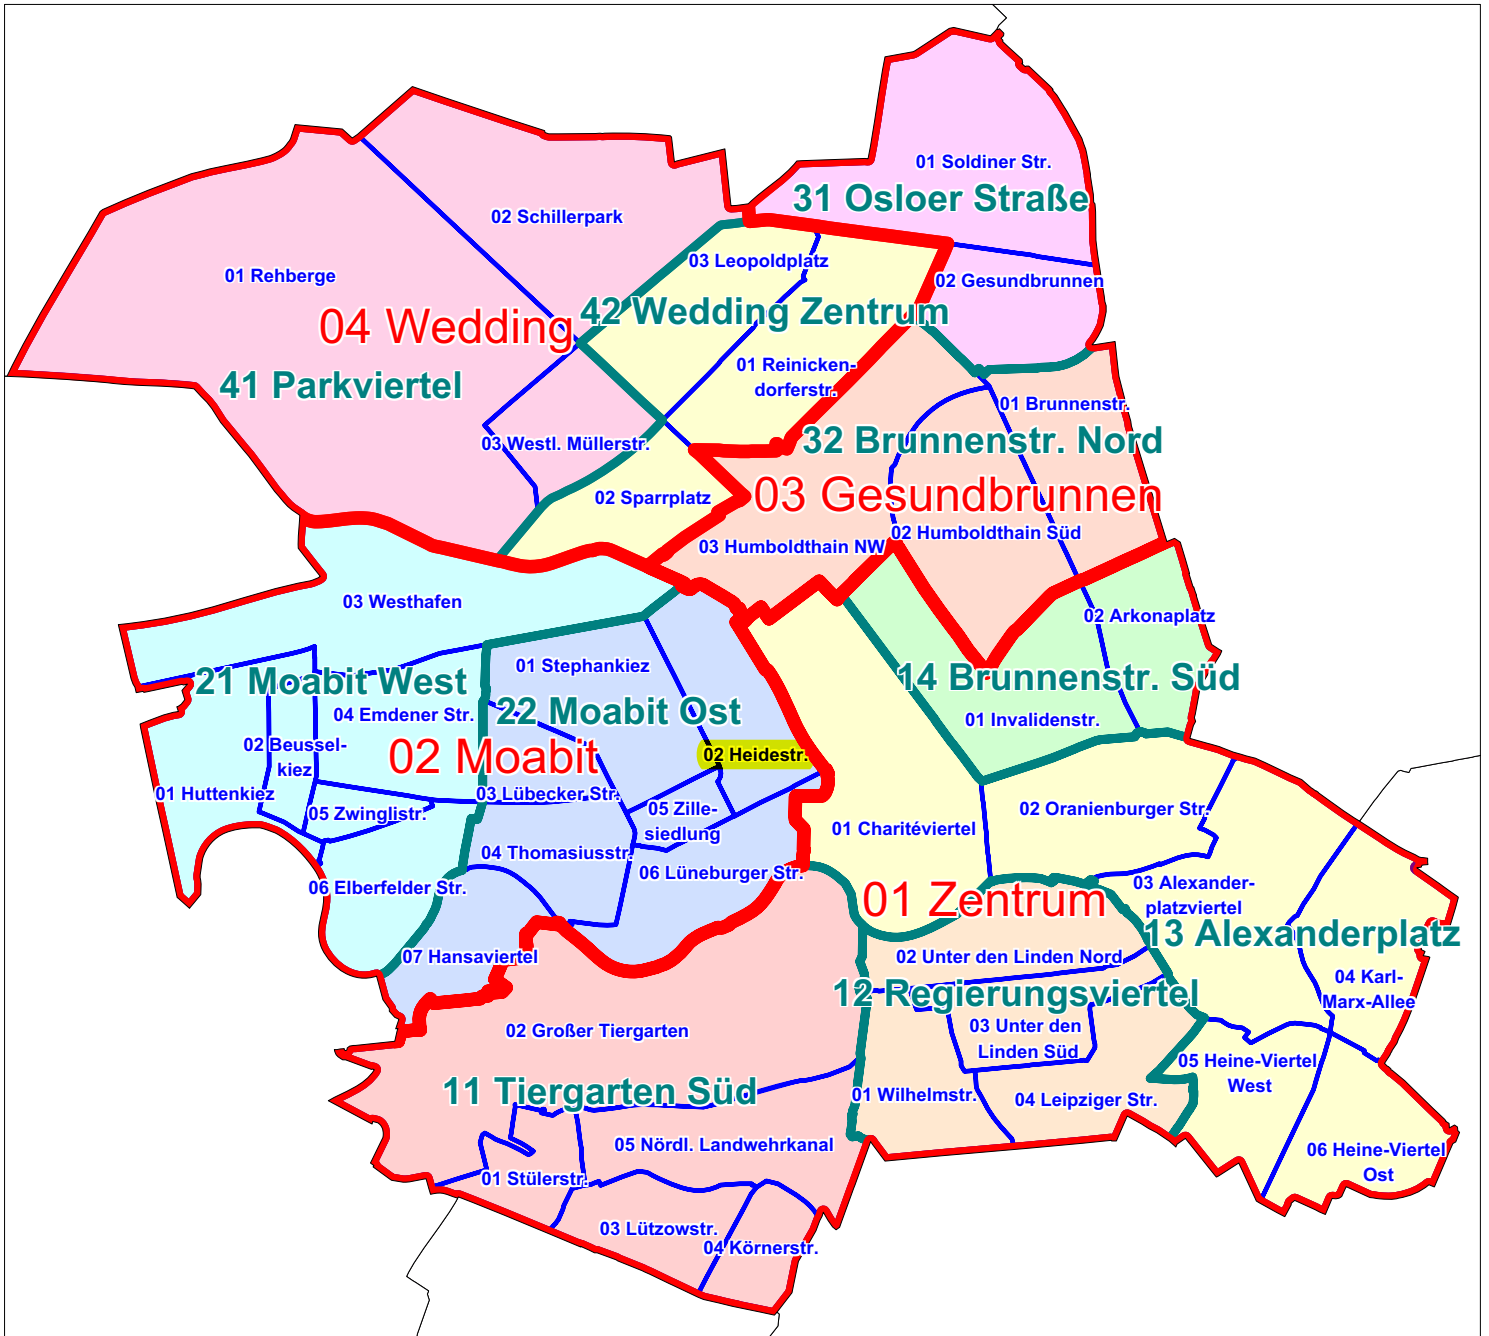 01 Soldiner Str.
31 Osloer Straße
02 Schillerpark
03 Leopoldplatz
01 Rehberge
02 Gesundbrunnen
04 Wedding
42 Wedding Zentrum
01 Reinicken-
dorferstr.
41 Parkviertel
01 Brunnenstr.
03 Westl. Müllerstr.
32 Brunnenstr. Nord
02 Sparrplatz
03 Gesundbrunnen
02 Humboldthain Süd
03 Humboldthain NW
03 Westhafen
02 Arkonaplatz
01 Stephankiez
21 Moabit West
14 Brunnenstr. Süd
04 Emdener Str.
22 Moabit Ost
01 Invalidenstr.
02 Beussel-
kiez
02 Moabit
02 Heidestr.
01 Huttenkiez
03 Lübecker Str.
05 Zwinglistr.
05 Zille-
siedlung
02 Oranienburger Str.
01 Charitéviertel
04 Thomasiusstr.
06 Lüneburger Str.
06 Elberfelder Str.
03 Alexander-
platzviertel
01 Zentrum
13 Alexanderplatz
07 Hansaviertel
02 Unter den Linden Nord
12 Regierungsviertel
04 Karl-
Marx-Allee
02 Großer Tiergarten
03 Unter den
Linden Süd
05 Heine-Viertel
West
11 Tiergarten Süd
01 Wilhelmstr.
04 Leipziger Str.
05 Nördl. Landwehrkanal
06 Heine-Viertel
Ost
01 Stülerstr.
03 Lützowstr.
04 Körnerstr.